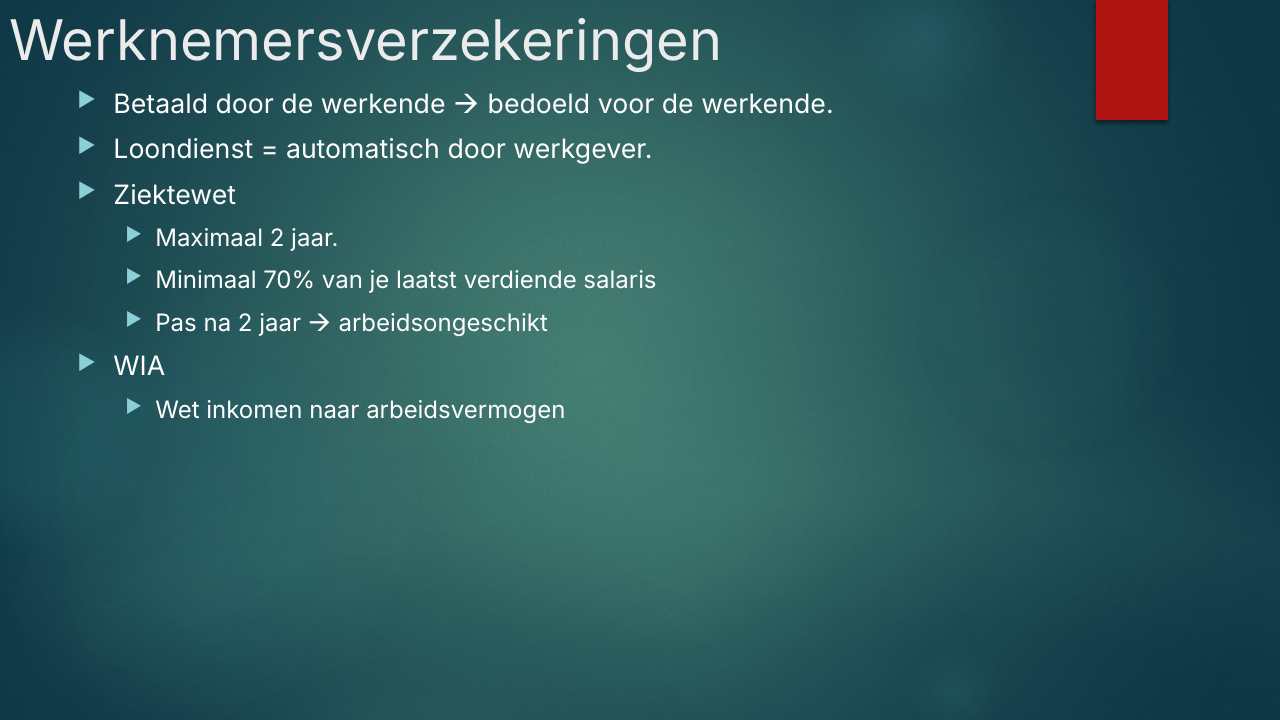 Werknemersverzekeringen
Betaald door de werkende → bedoeld voor de werkende.
Loondienst = automatisch door werkgever.
Ziektewet
Maximaal 2 jaar.
Minimaal 70% van je laatst verdiende salaris
Pas na 2 jaar → arbeidsongeschikt
WIA
Wet inkomen naar arbeidsvermogen